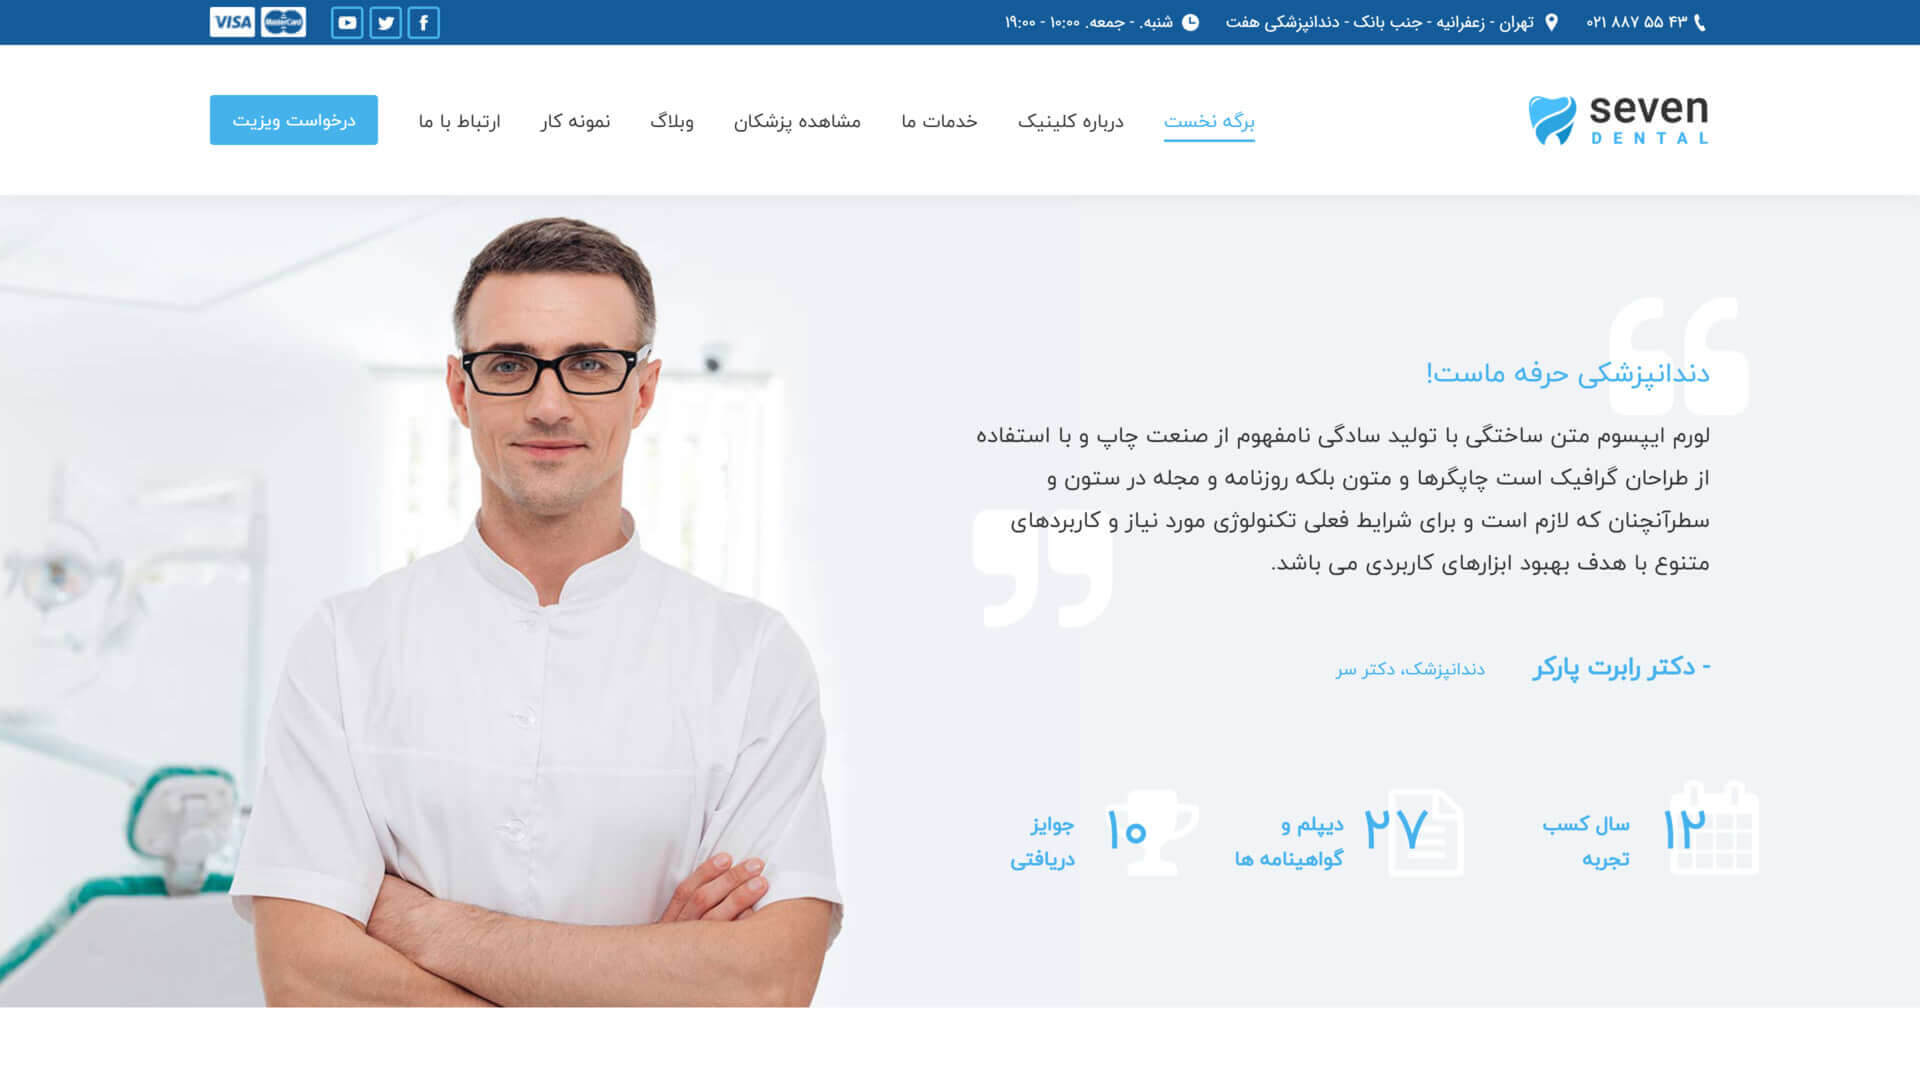 ۰۲۱ ۸۸۷ ۵۵ ۴۳
تهران - زعفرانیه - جنب بانک - دندانپزشکی هفت
شنبه. - جمعه. ۱۰:۰۰ - ۱۹:۰۰
VISA
MasterCard
seven
DENTAL
برگه نخست
درباره کلینیک
خدمات ما
مشاهده پزشکان
وبلاگ
نمونه کار
ارتباط با ما
درخواست ویزیت
دندانپزشکی حرفه ماست!
لورم ایپسوم متن ساختگی با تولید سادگی نامفهوم از صنعت چاپ و با استفاده
از طراحان گرافیک است چاپگرها و متون بلکه روزنامه و مجله در ستون و
سطرآنچنان که لازم است و برای شرایط فعلی تکنولوژی مورد نیاز و کاربردهای
متنوع با هدف بهبود ابزارهای کاربردی می باشد.
- دکتر رابرت پارکر
دندانپزشک، دکتر سر
۱۲
سال کسب
تجربه
۲۷
دیپلم و
گواهینامه ها
۱۰
جوایز
دریافتی